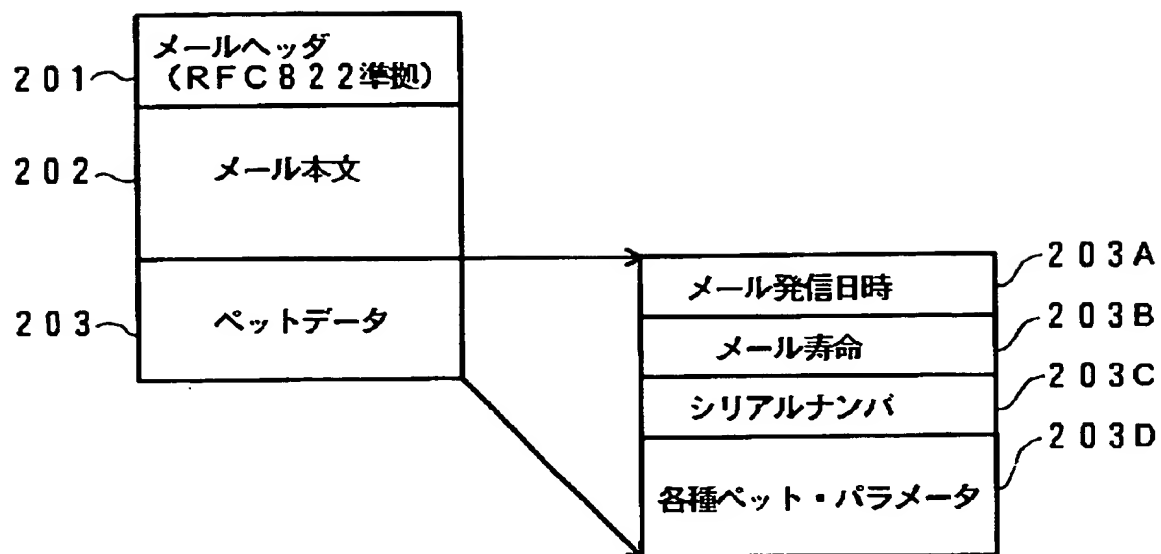 メールヘッダ
201 (RFC822準拠)
202 メール本文
203 ペットデータ
メール発信日時 203A
メール寿命 203B
シリアルナンバ 203C
各種ペット・パラメータ 203D